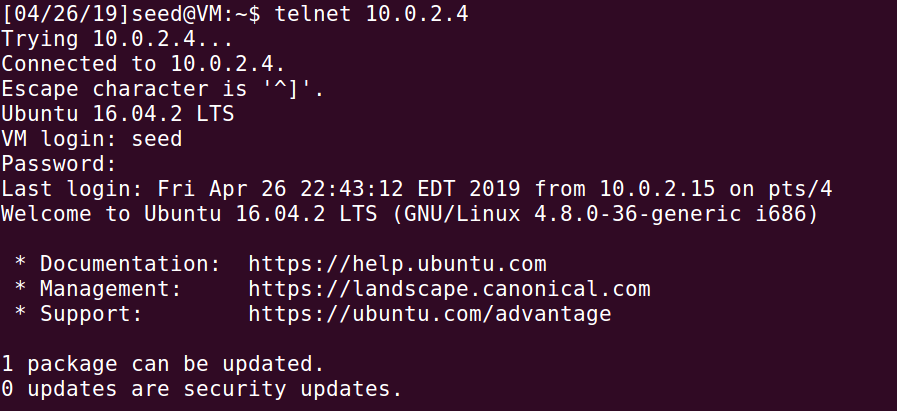 [04/26/19]seed@VM:~$ telnet 10.0.2.4
Trying 10.0.2.4...
Connected to 10.0.2.4.
Escape character is '^]'.
Ubuntu 16.04.2 LTS
VM login: seed
Password:
Last login: Fri Apr 26 22:43:12 EDT 2019 from 10.0.2.15 on pts/4
Welcome to Ubuntu 16.04.2 LTS (GNU/Linux 4.8.0-36-generic i686)

 * Documentation:  https://help.ubuntu.com
 * Management:     https://landscape.canonical.com
 * Support:        https://ubuntu.com/advantage

1 package can be updated.
0 updates are security updates.